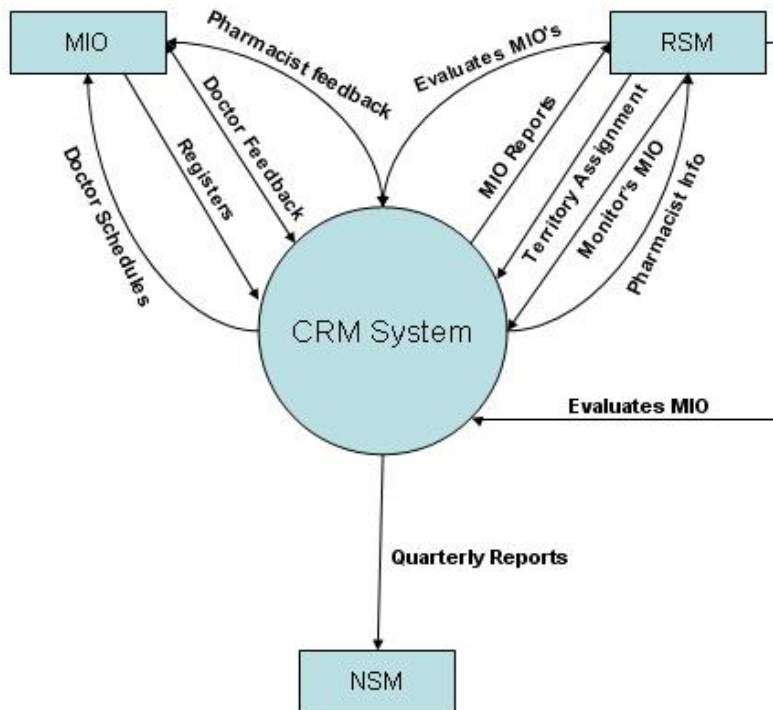 MIO
RSM
Pharmacist feedback
Evaluates MIO's
Doctor Feedback
Registers
Doctor Schedules
MIO Reports
Territory Assignment
Monitor's MIO
Pharmacist Info
CRM System
Evaluates MIO
Quarterly Reports
NSM